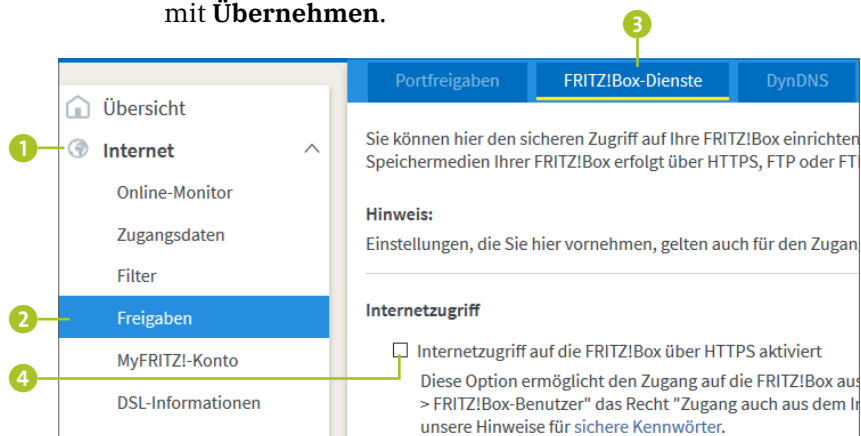 mit Übernehmen.
3
Portfreigaben FRITZ!Box-Dienste DynDNS
Übersicht
1 Internet
Online-Monitor
Zugangsdaten
Filter
2 Freigaben
MyFRITZ!-Konto
4
DSL-Informationen
Sie können hier den sicheren Zugriff auf Ihre FRITZ!Box einrichten
Speichermedien Ihrer FRITZ!Box erfolgt über HTTPS, FTP oder
Hinweis:
Einstellungen, die Sie hier vornehmen, gelten auch für den
Internetzugriff
Internetzugriff auf die FRITZ!Box über HTTPS aktiviert
Diese Option ermöglicht den Zugang auf die FRITZ!Box aus
> FRITZ!Box-Benutzer" das Recht "Zugang auch aus dem
unsere Hinweise für sichere Kennwörter.